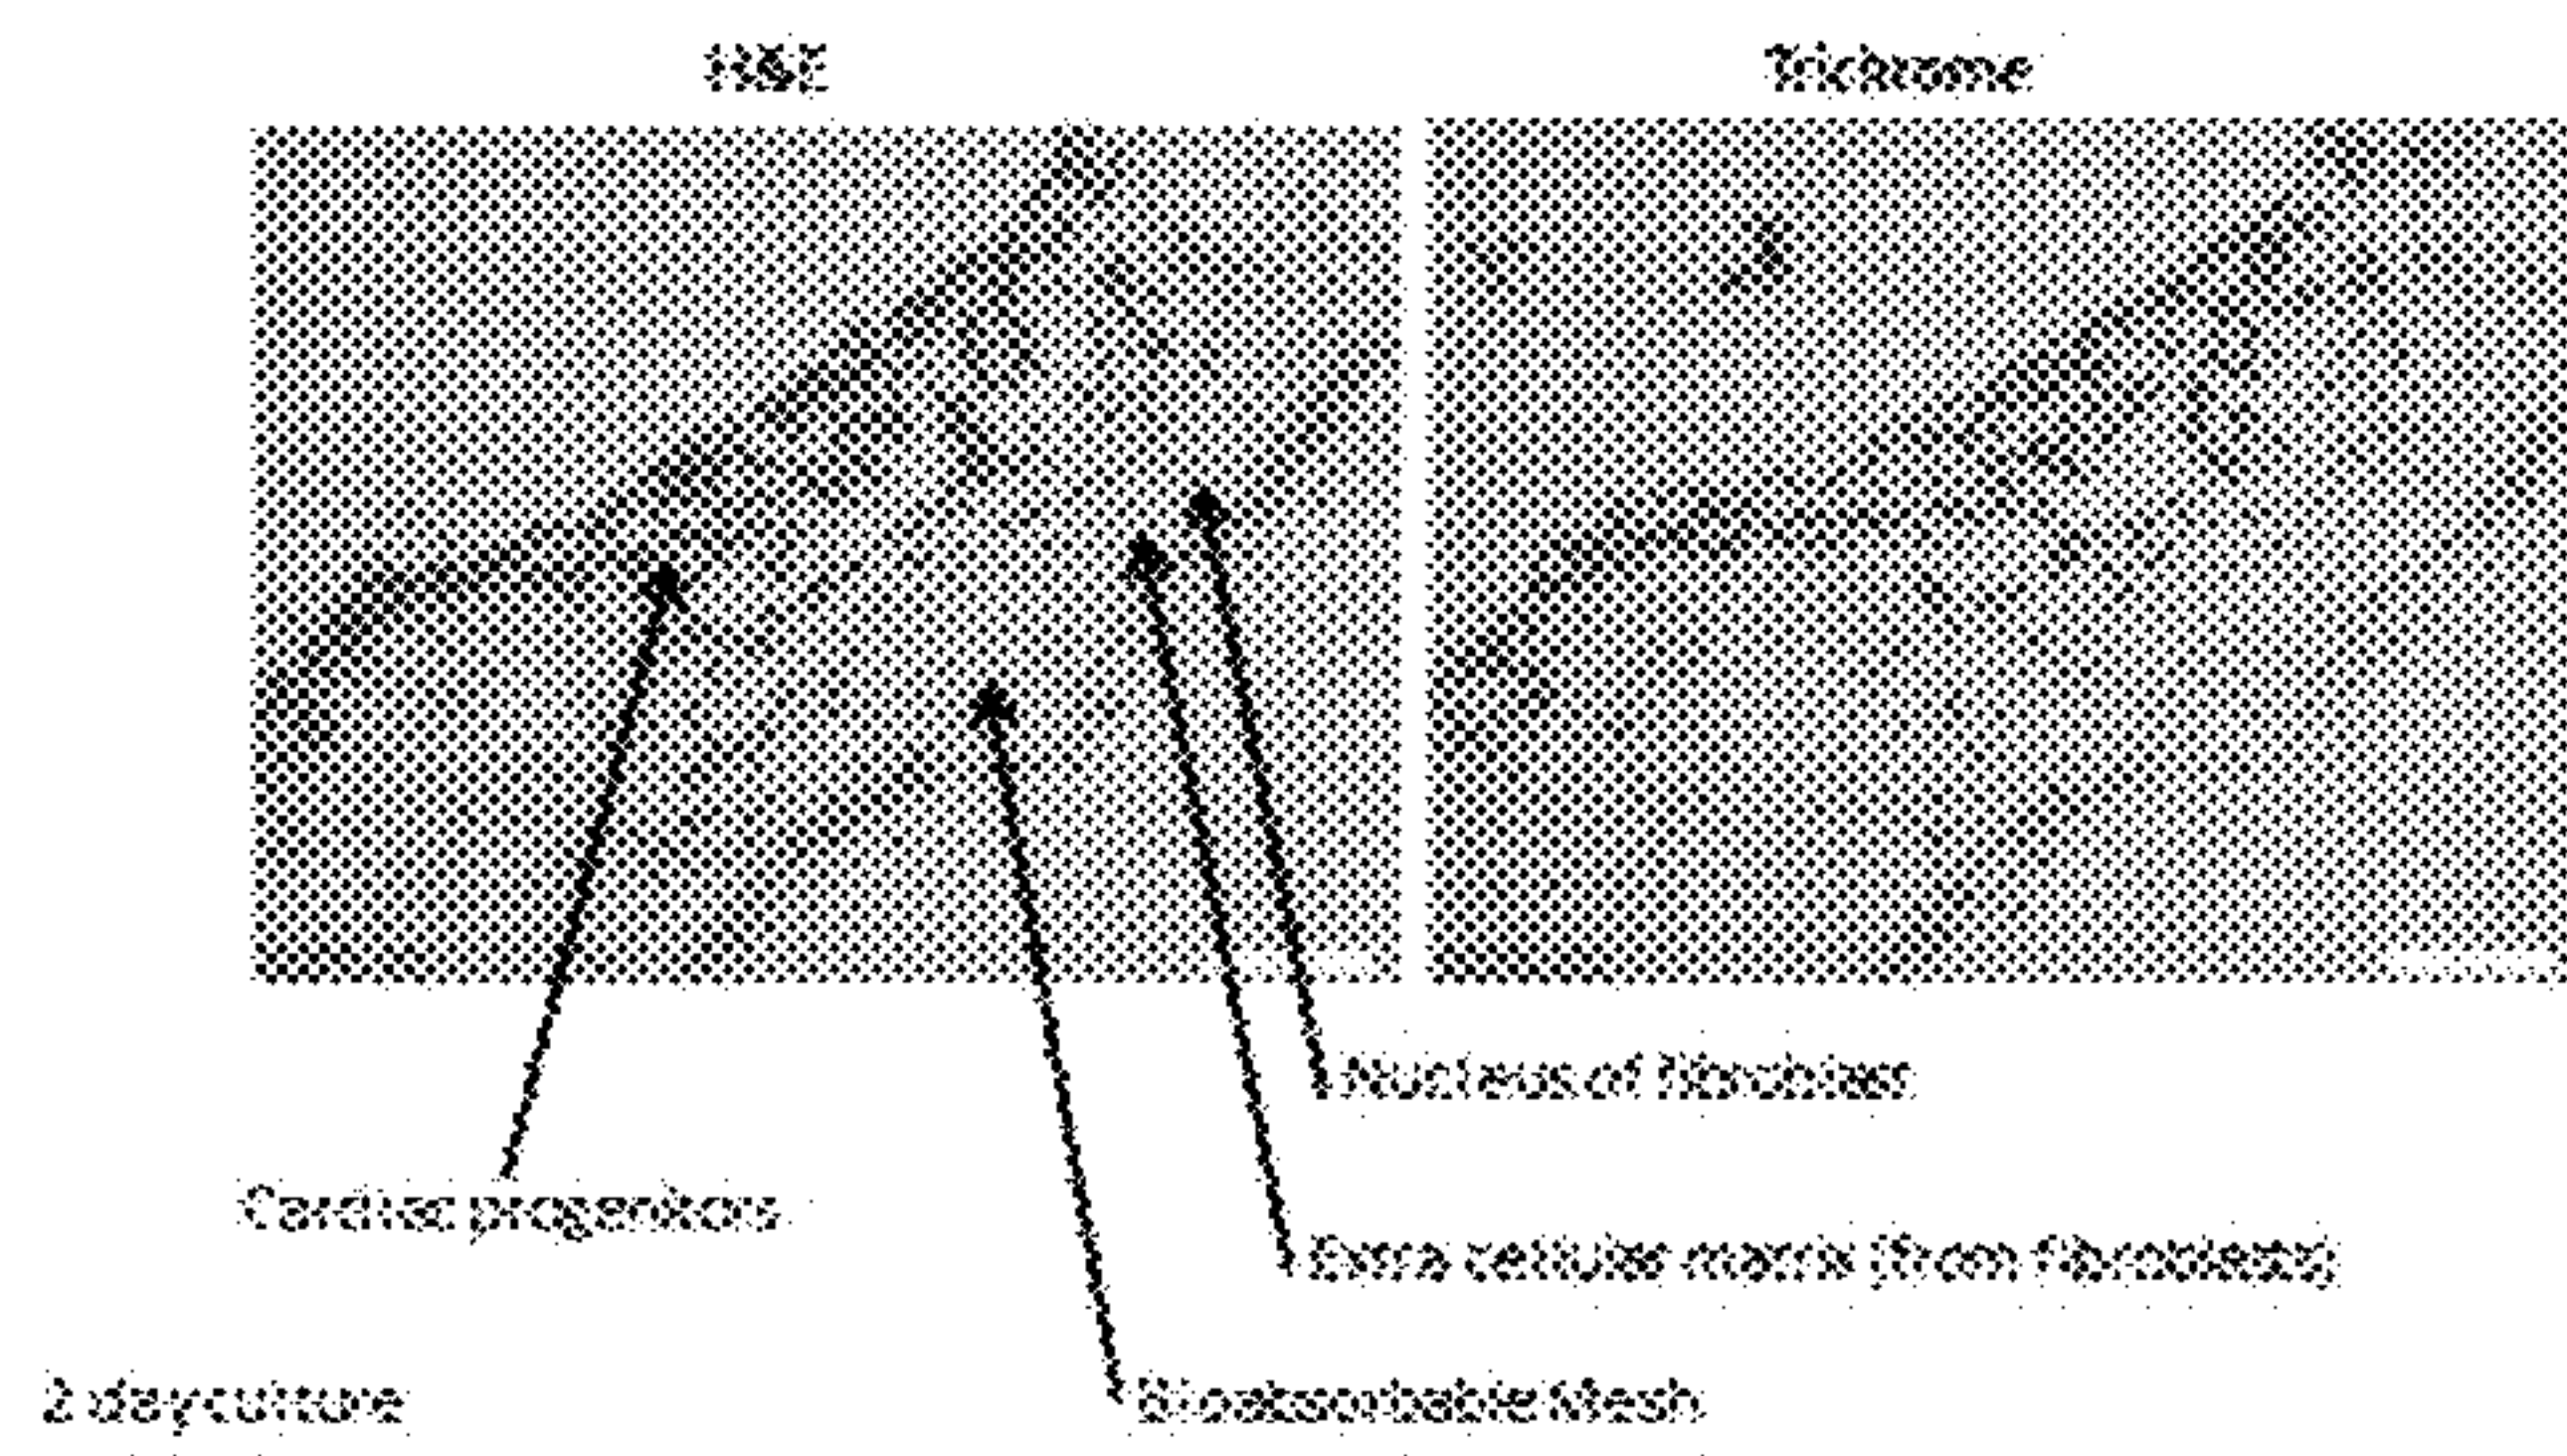 H&E
Trichrome
Nucleus of fibroblast
Cardiac progenitors
Extra cellular matrix (from fibroblasts)
2 day culture
Bioabsorbable Mesh